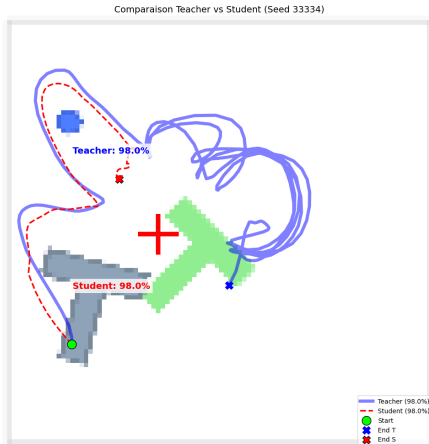 Comparaison Teacher vs Student (Seed 33334)
Teacher: 98.0%
Student: 98.0%
Teacher (98.0%)
Student (98.0%)
Start
End T
End S